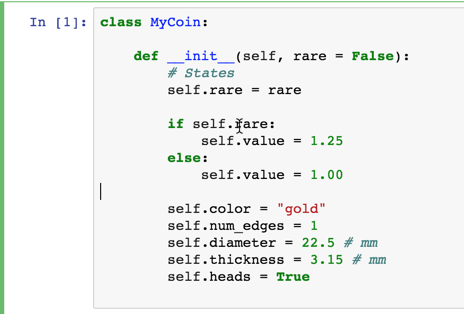 In [1]: class MyCoin:
def __init__(self, rare = False):
# States
self.rare = rare
if self.rare:
self.value = 1.25
else:
self.value = 1.00
self.color = "gold"
self.num_edges = 1
self.diameter = 22.5 # mm
self.thickness = 3.15 # mm
self.heads = True